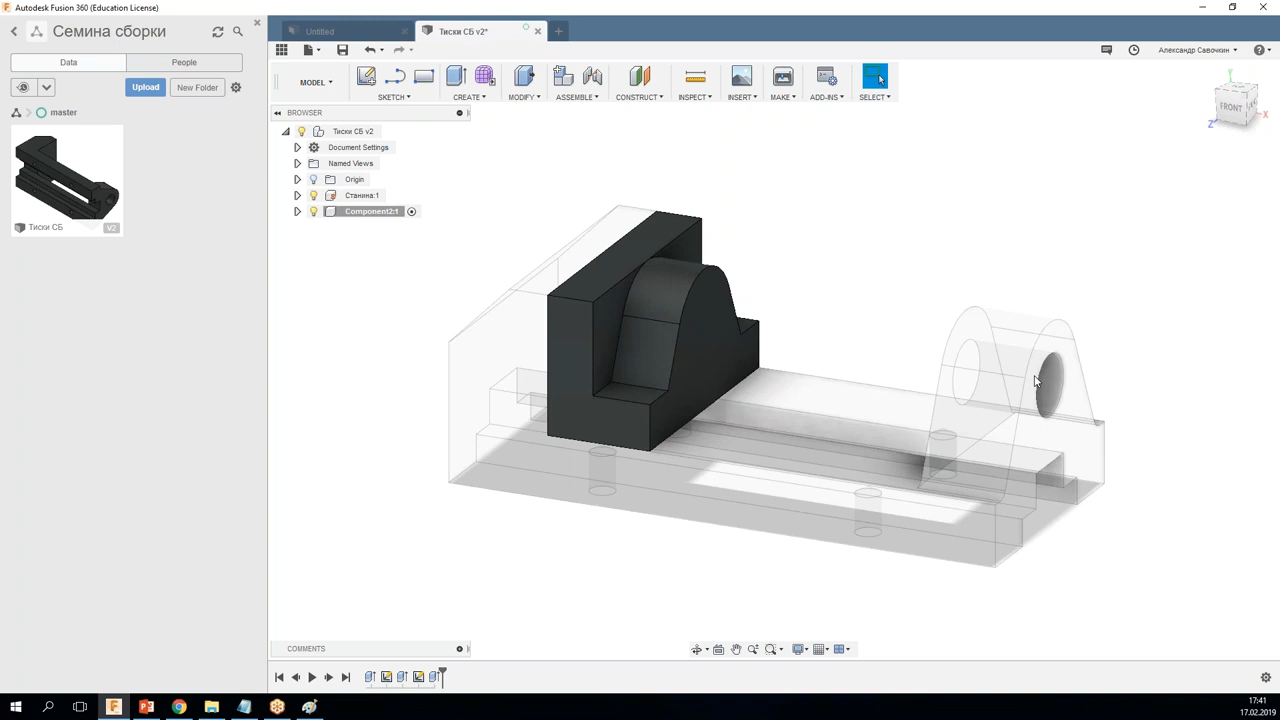 Autodesk Fusion 360 (Education License)
Семина сборки
Data
People
Upload
New Folder
master
Тиски СБ
V2
Untitled
Тиски СБ v2*
Александр Савочкин
MODEL
SKETCH
CREATE
MODIFY
ASSEMBLE
CONSTRUCT
INSPECT
INSERT
MAKE
ADD-INS
SELECT
BROWSER
Тиски СБ v2
Document Settings
Named Views
Origin
Станина:1
Component2:1
FRONT
Z
X
Y
COMMENTS
17:41
17.02.2019